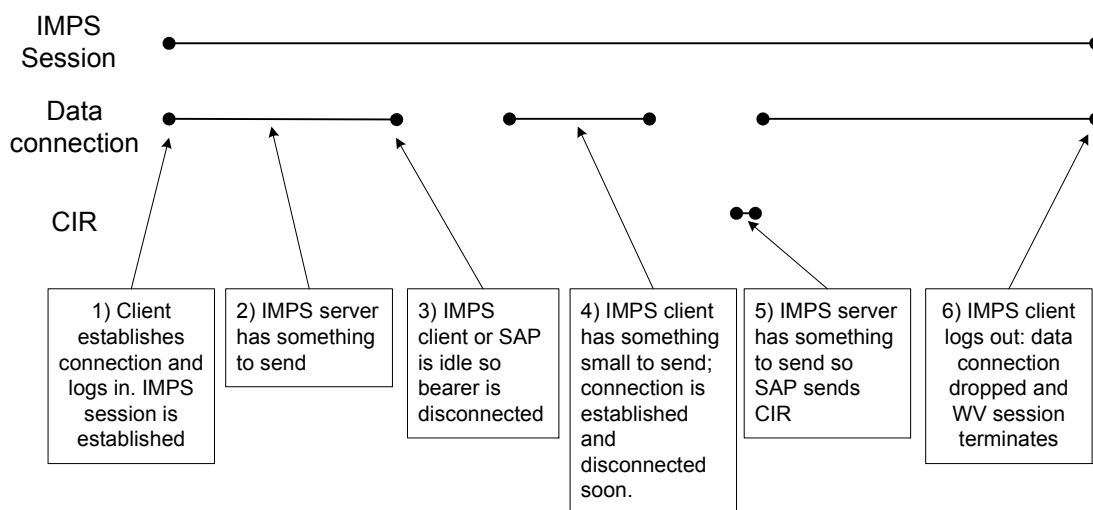 IMPS
Session
Data
connection
CIR
1) Client
establishes
connection and
logs in. IMPS
session is
established
2) IMPS server
has something
to send
3) IMPS
client or SAP
is idle so
bearer is
disconnected
4) IMPS client
has something
small to send;
connection is
established
and
disconnected
soon.
5) IMPS server
has something
to send so
SAP sends
CIR
6) IMPS client
logs out: data
connection
dropped and
WV session
terminates